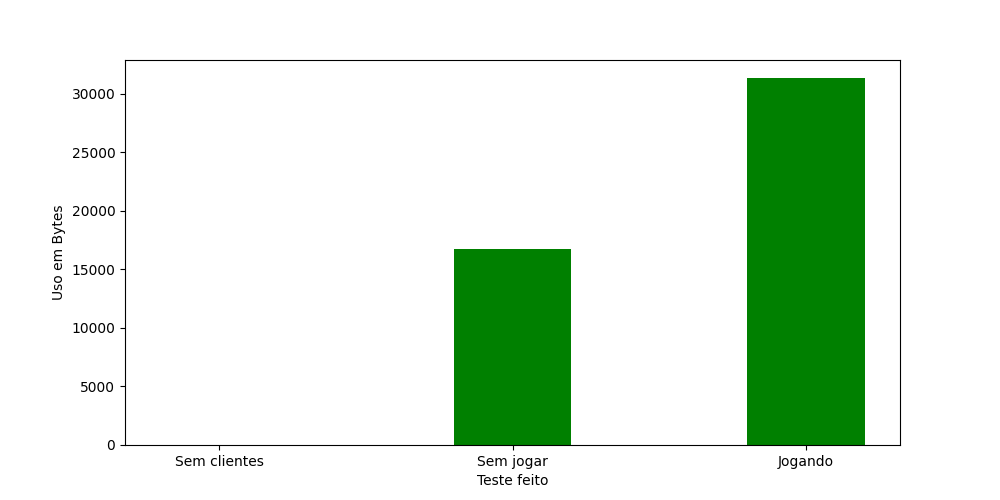 30000
25000
20000
15000
10000
5000
0
Uso em Bytes
Sem clientes
Sem jogar
Jogando
Teste feito